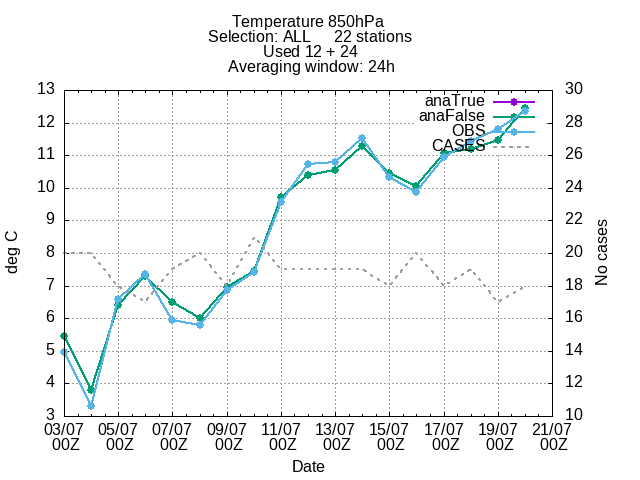 Temperature 850hPa
Selection: ALL 22 stations
Used 12 + 24
Averaging window: 24h
13 30
12 28
11 26
10 24
9 22
8 20
7 18
6 16
5 14
4 12
3 10
anaTrue
anaFalse
OBS
CASES
deg C
No cases
03/07 05/07 07/07 09/07 11/07 13/07 15/07 17/07 19/07 21/07
00Z 00Z 00Z 00Z 00Z 00Z 00Z 00Z 00Z 00Z
Date